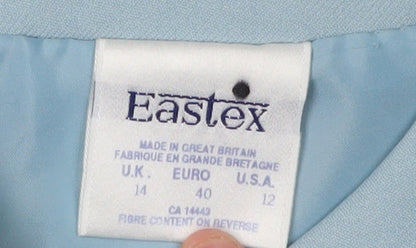 Eastex
MADE IN GREAT BRITAIN
FABRIQUE EN GRANDE BRETAGNE
U.K. EURO U.S.A.
14 40 12
CA 14443
FIBRE CONTENT ON REVERSE